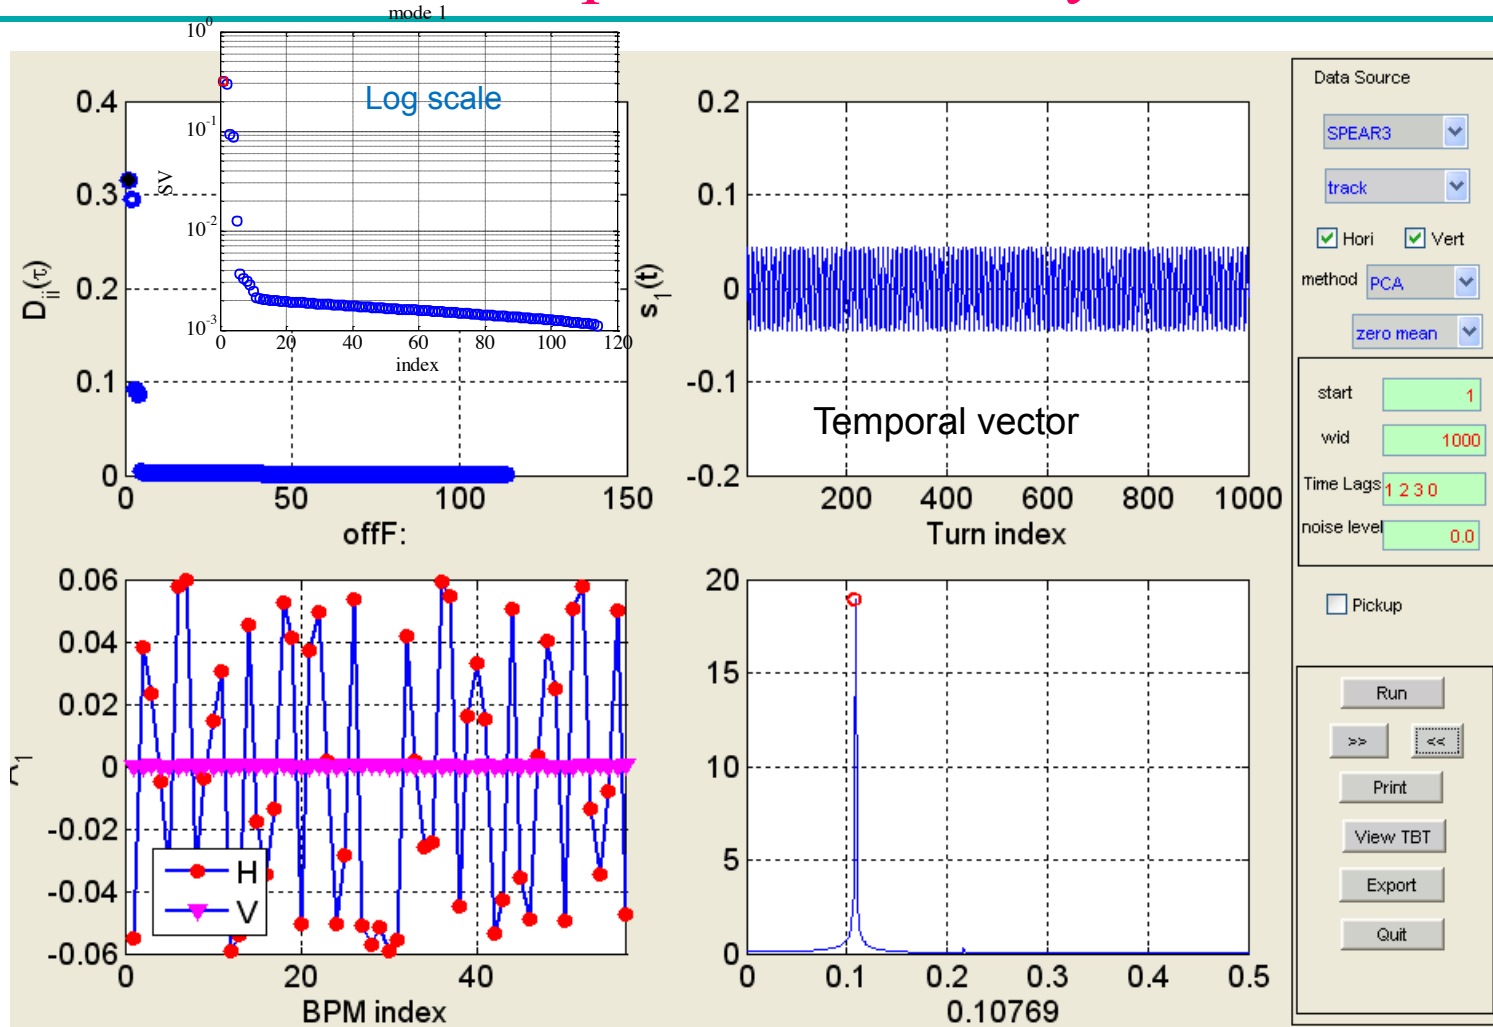 mode 1
10^0
10^-1
10^-2
10^-3
SV
Log scale
0 20 40 60 80 100 120
index
0.4
0.3
0.2
0.1
0
D_ii(τ)
0 50 100 150
offF:
0.2
0.1
0
-0.1
-0.2
s_1(t)
Temporal vector
200 400 600 800 1000
Turn index
0.06
0.04
0.02
0
-0.02
-0.04
-0.06
H
V
0 20 40
BPM index
20
15
10
5
0
0 0.1 0.2 0.3 0.4 0.5
0.10769
Data Source
SPEAR3
track
Hori Vert
method PCA
zero mean
start 1
wid 1000
Time Lags 1 2 3 0
noise level 0.0
Pickup
Run
>> <<
Print
View TBT
Export
Quit